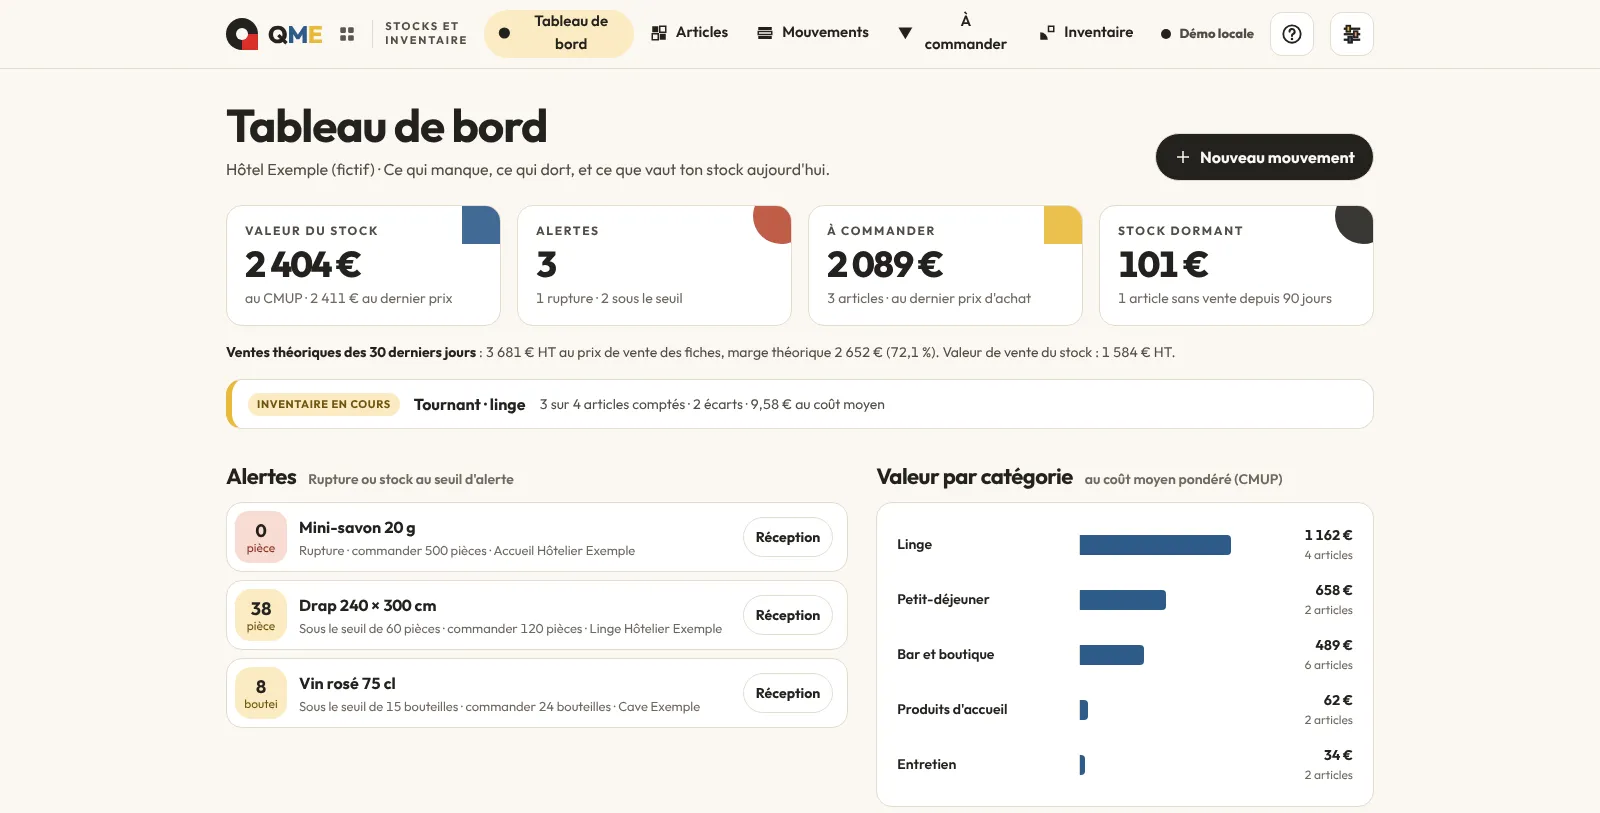 QME
STOCKS ET
INVENTAIRE
Tableau de
bord
Articles
Mouvements
À
commander
Inventaire
Démo locale
Tableau de bord
Hôtel Exemple (fictif) · Ce qui manque, ce qui dort, et ce que vaut ton stock aujourd'hui.
+ Nouveau mouvement
VALEUR DU STOCK
2 404 €
au CMUP · 2 411 € au dernier prix
ALERTES
3
1 rupture · 2 sous le seuil
À COMMANDER
2 089 €
3 articles · au dernier prix d'achat
STOCK DORMANT
101 €
1 article sans vente depuis 90 jours
Ventes théoriques des 30 derniers jours : 3 681 € HT au prix de vente des fiches, marge théorique 2 652 € (72,1 %). Valeur de vente du stock : 1 584 € HT.
INVENTAIRE EN COURS Tournant · linge 3 sur 4 articles comptés · 2 écarts · 9,58 € au coût moyen
Alertes Rupture ou stock au seuil d'alerte
0
pièce
Mini-savon 20 g
Rupture · commander 500 pièces · Accueil Hôtelier Exemple
Réception
38
pièce
Drap 240 × 300 cm
Sous le seuil de 60 pièces · commander 120 pièces · Linge Hôtelier Exemple
Réception
8
boutei
Vin rosé 75 cl
Sous le seuil de 15 bouteilles · commander 24 bouteilles · Cave Exemple
Réception
Valeur par catégorie au coût moyen pondéré (CMUP)
Linge
1 162 €
4 articles
Petit-déjeuner
658 €
2 articles
Bar et boutique
489 €
6 articles
Produits d'accueil
62 €
2 articles
Entretien
34 €
2 articles